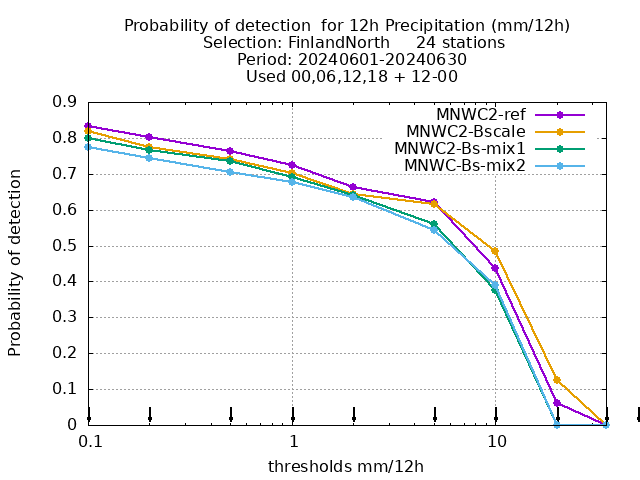 Probability of detection  for 12h Precipitation (mm/12h)
Selection: FinlandNorth     24 stations
Period: 20240601-20240630
Used 00,06,12,18 + 12-00
MNWC2-ref
MNWC2-Bscale
MNWC2-Bs-mix1
MNWC-Bs-mix2
Probability of detection
0.9
0.8
0.7
0.6
0.5
0.4
0.3
0.2
0.1
0
0.1 1 10
thresholds mm/12h